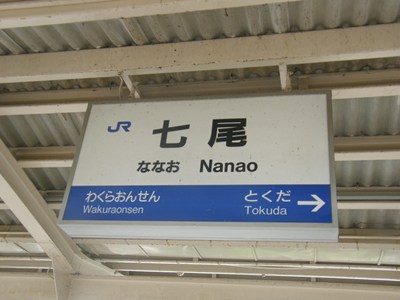 JR 七尾
ななお Nanao
わくらおんせん とくだ →
Wakuraonsen Tokuda